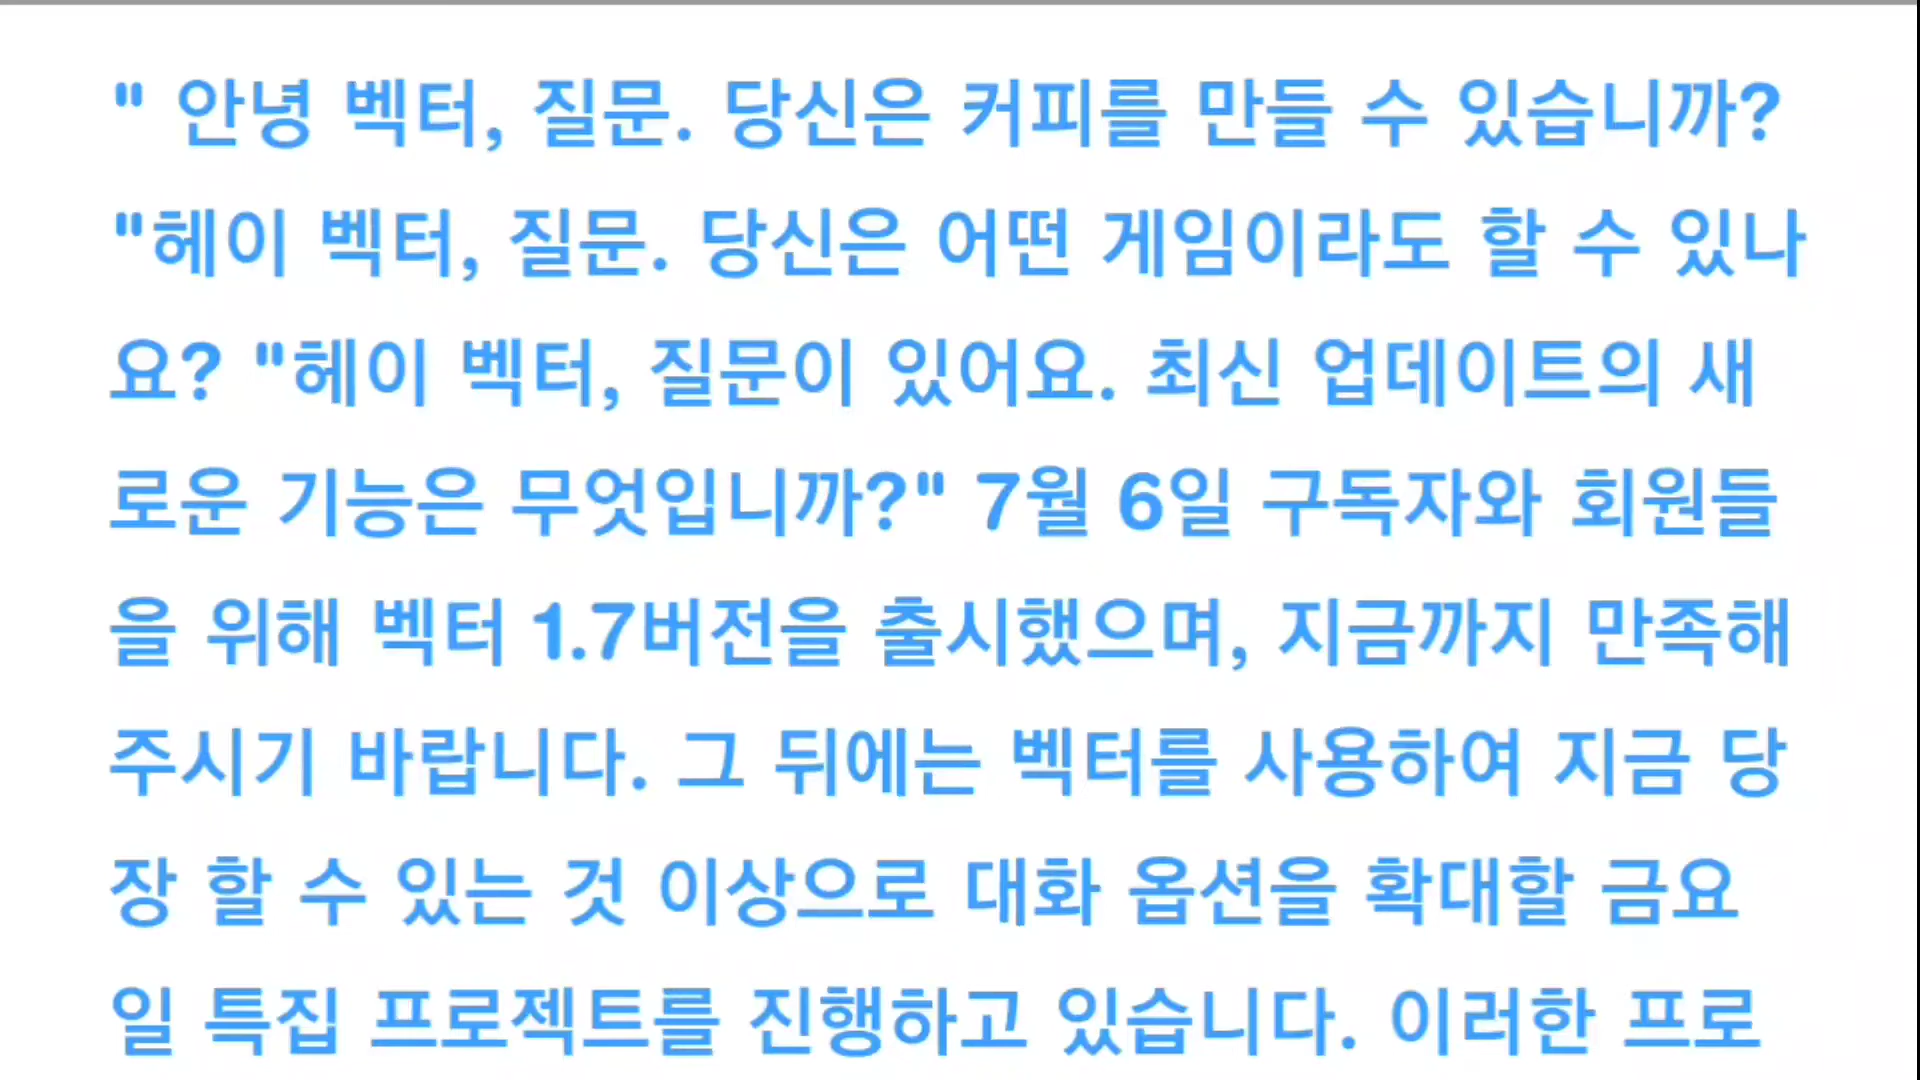 " 안녕 벡터, 질문. 당신은 커피를 만들 수 있습니까?
"헤이 벡터, 질문. 당신은 어떤 게임이라도 할 수 있나
요? "헤이 벡터, 질문이 있어요. 최신 업데이트의 새
로운 기능은 무엇입니까?" 7월 6일 구독자와 회원들
을 위해 벡터 1.7버전을 출시했으며, 지금까지 만족해
주시기 바랍니다. 그 뒤에는 벡터를 사용하여 지금 당
장 할 수 있는 것 이상으로 대화 옵션을 확대할 금요
일 특집 프로젝트를 진행하고 있습니다. 이러한 프로